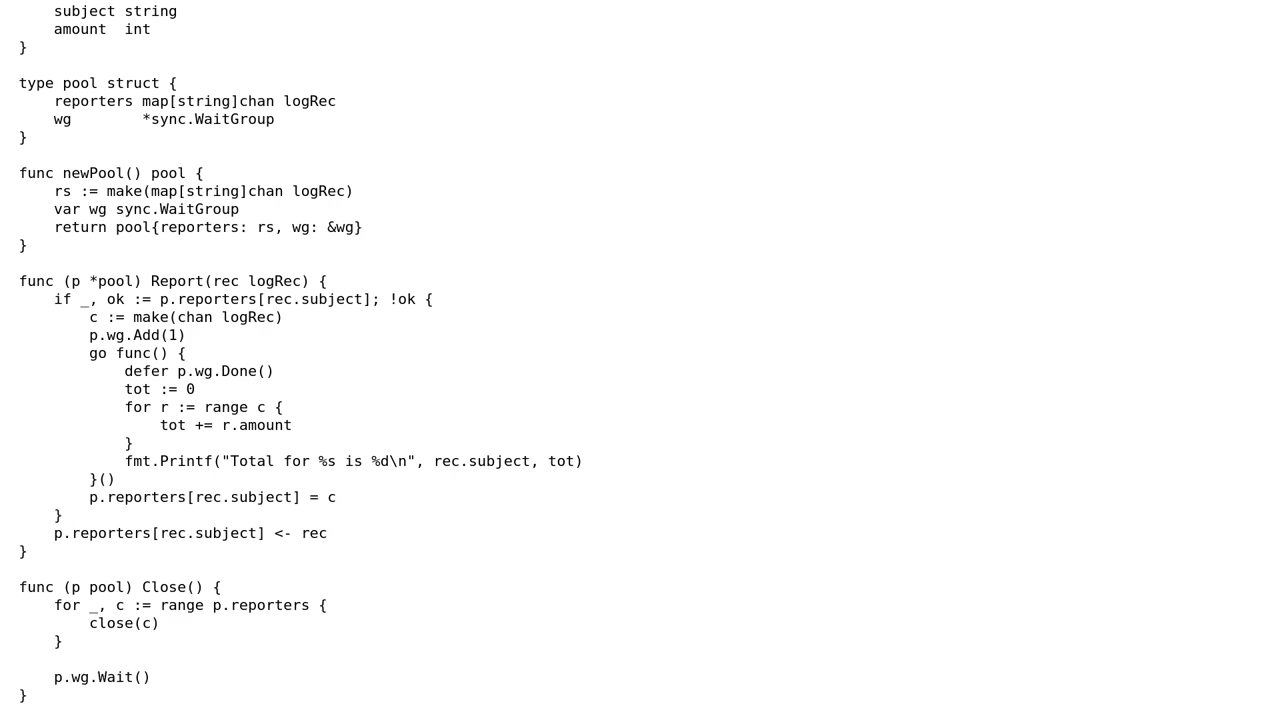 subject string
    amount  int
}

type pool struct {
    reporters map[string]chan logRec
    wg        *sync.WaitGroup
}

func newPool() pool {
    rs := make(map[string]chan logRec)
    var wg sync.WaitGroup
    return pool{reporters: rs, wg: &wg}
}

func (p *pool) Report(rec logRec) {
    if _, ok := p.reporters[rec.subject]; !ok {
        c := make(chan logRec)
        p.wg.Add(1)
        go func() {
            defer p.wg.Done()
            tot := 0
            for r := range c {
                tot += r.amount
            }
            fmt.Printf("Total for %s is %d\n", rec.subject, tot)
        }()
        p.reporters[rec.subject] = c
    }
    p.reporters[rec.subject] <- rec
}

func (p pool) Close() {
    for _, c := range p.reporters {
        close(c)
    }

    p.wg.Wait()
}